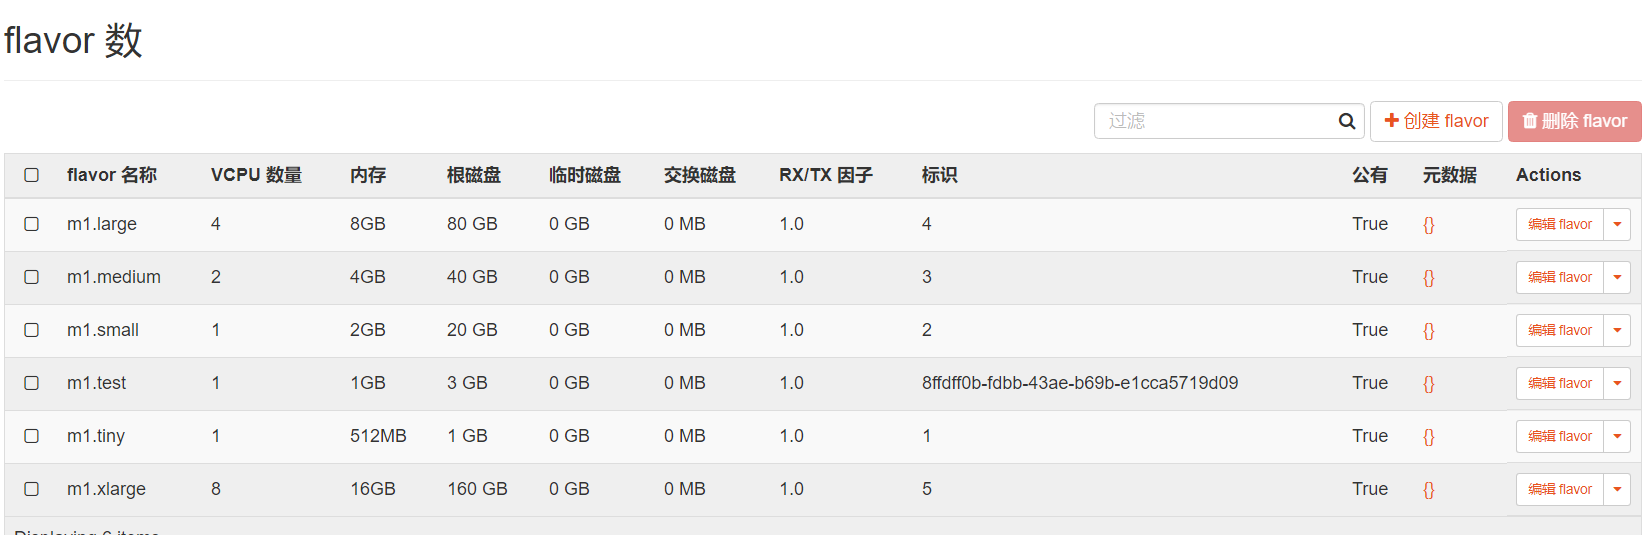 flavor 数
过滤 创建 flavor 删除 flavor
flavor 名称 VCPU 数量 内存 根磁盘 临时磁盘 交换磁盘 RX/TX 因子 标识 公有 元数据 Actions
m1.large 4 8GB 80 GB 0 GB 0 MB 1.0 4 True {} 编辑 flavor
m1.medium 2 4GB 40 GB 0 GB 0 MB 1.0 3 True {} 编辑 flavor
m1.small 1 2GB 20 GB 0 GB 0 MB 1.0 2 True {} 编辑 flavor
m1.test 1 1GB 3 GB 0 GB 0 MB 1.0 8ffdff0b-fdbb-43ae-b69b-e1cca5719d09 True {} 编辑 flavor
m1.tiny 1 512MB 1 GB 0 GB 0 MB 1.0 1 True {} 编辑 flavor
m1.xlarge 8 16GB 160 GB 0 GB 0 MB 1.0 5 True {} 编辑 flavor
Displaying 6 items